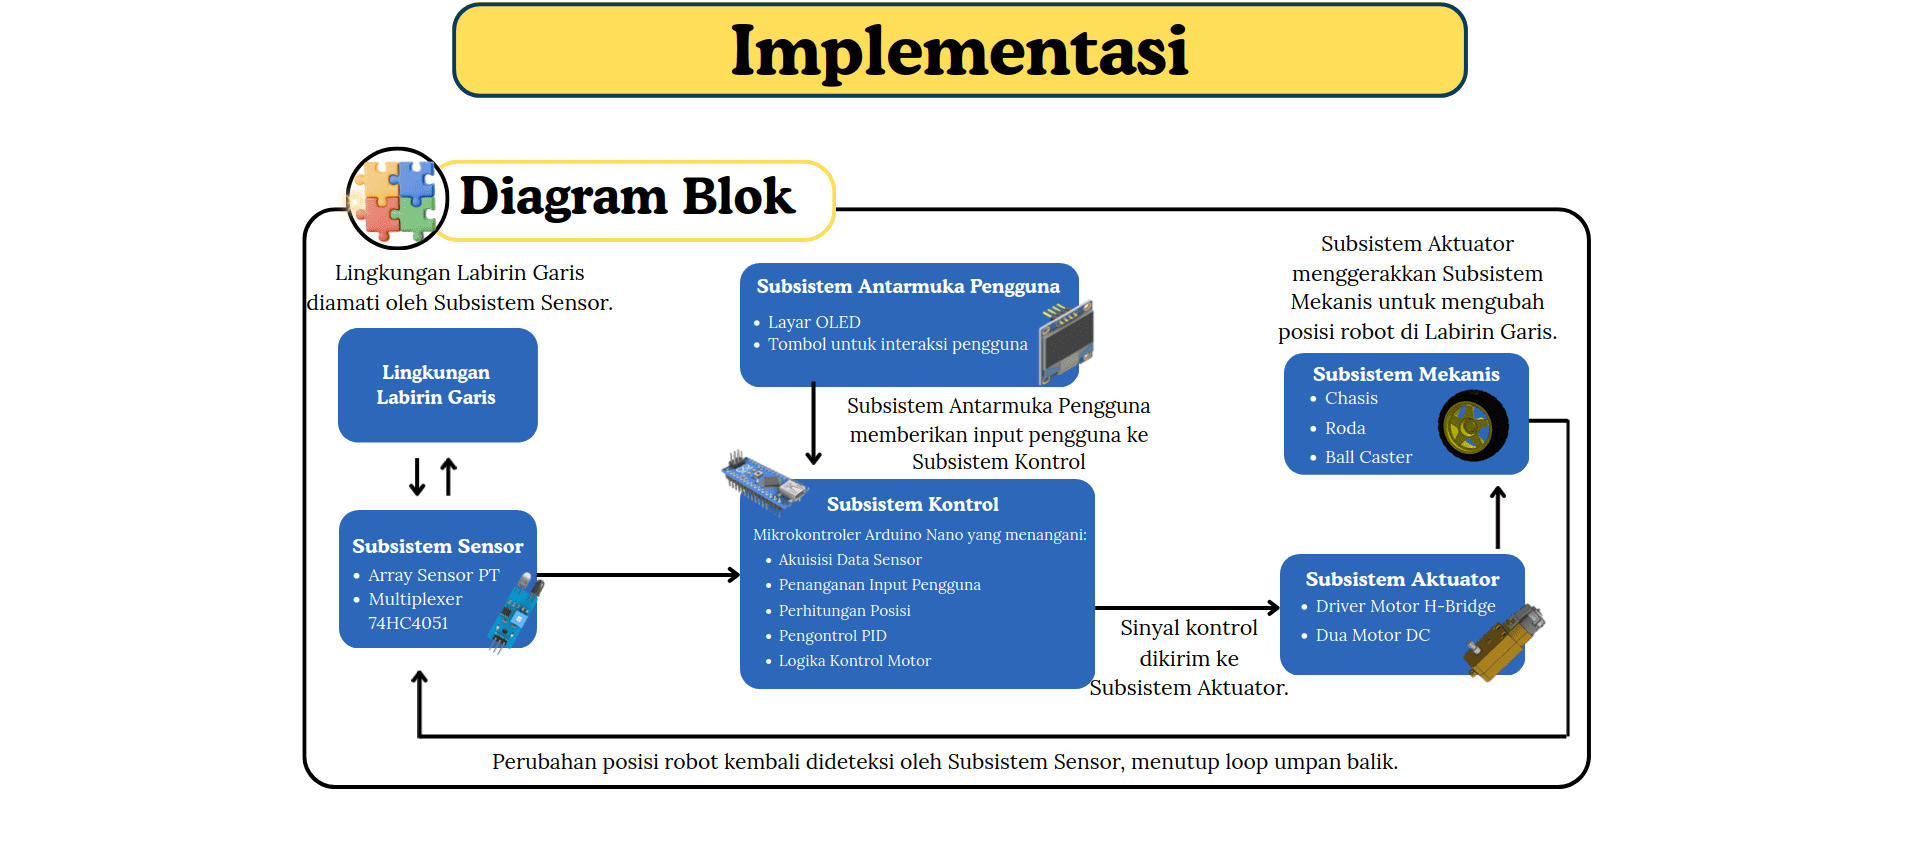 Implementasi
Diagram Blok
Lingkungan Labirin Garis
diamati oleh Subsistem Sensor.
Lingkungan
Labirin Garis
Subsistem Sensor
• Array Sensor PT
• Multiplexer
74HC4051
Subsistem Antarmuka Pengguna
• Layar OLED
• Tombol untuk interaksi pengguna
Subsistem Antarmuka Pengguna
memberikan input pengguna ke
Subsistem Kontrol
Subsistem Kontrol
Mikrokontroler Arduino Nano yang menangani:
• Akuisisi Data Sensor
• Penanganan Input Pengguna
• Perhitungan Posisi
• Pengontrol PID
• Logika Kontrol Motor
Sinyal kontrol
dikirim ke
Subsistem Aktuator.
Subsistem Aktuator
menggerakkan Subsistem
Mekanis untuk mengubah
posisi robot di Labirin Garis.
Subsistem Mekanis
• Chasis
• Roda
• Ball Caster
Subsistem Aktuator
• Driver Motor H-Bridge
• Dua Motor DC
Perubahan posisi robot kembali dideteksi oleh Subsistem Sensor, menutup loop umpan balik.